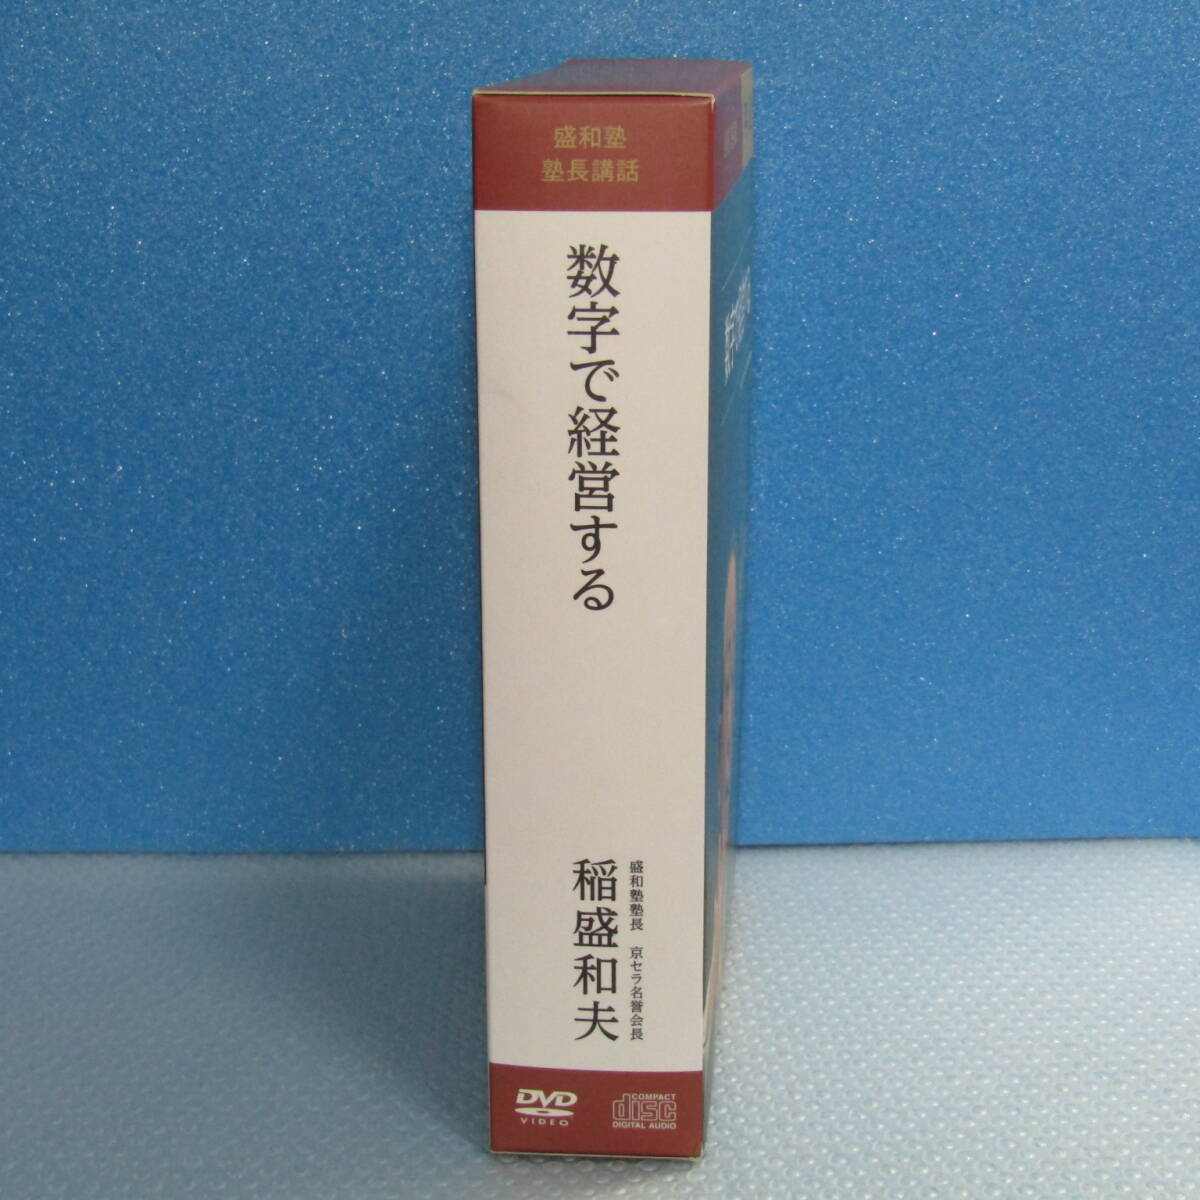 盛和塾
塾長講話
数字で経営する
盛和塾塾長　京セラ名誉会長
稲盛和夫
DVD
VIDEO
COMPACT
disc
DIGITAL AUDIO